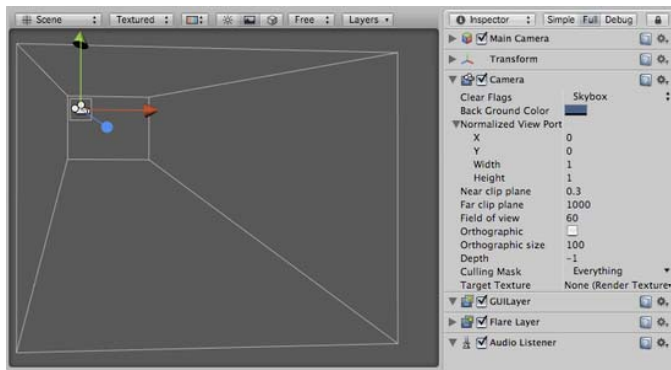 Scene
Textured
Free
Layers
Inspector
Simple Full Debug
Main Camera
Transform
Camera
Clear Flags Skybox
Back Ground Color
Normalized View Port
X 0
Y 0
Width 1
Height 1
Near clip plane 0.3
Far clip plane 1000
Field of view 60
Orthographic
Orthographic size 100
Depth -1
Culling Mask Everything
Target Texture None (Render Texture
GUILayer
Flare Layer
Audio Listener